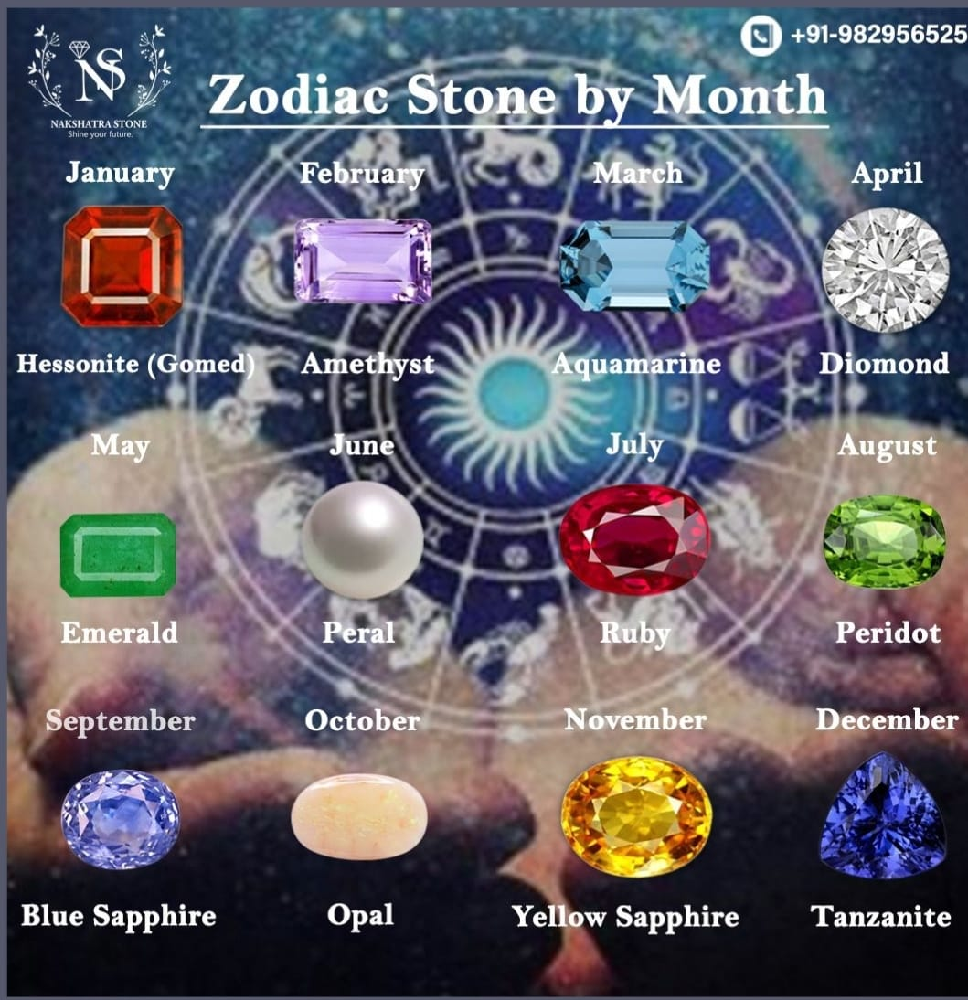 +91-982956525
NS
NAKSHATRA STONE
Shine your future.
Zodiac Stone by Month
January February March April
Hessonite (Gomed) Amethyst Aquamarine Diomond
May June July August
Emerald Peral Ruby Peridot
September October November December
Blue Sapphire Opal Yellow Sapphire Tanzanite